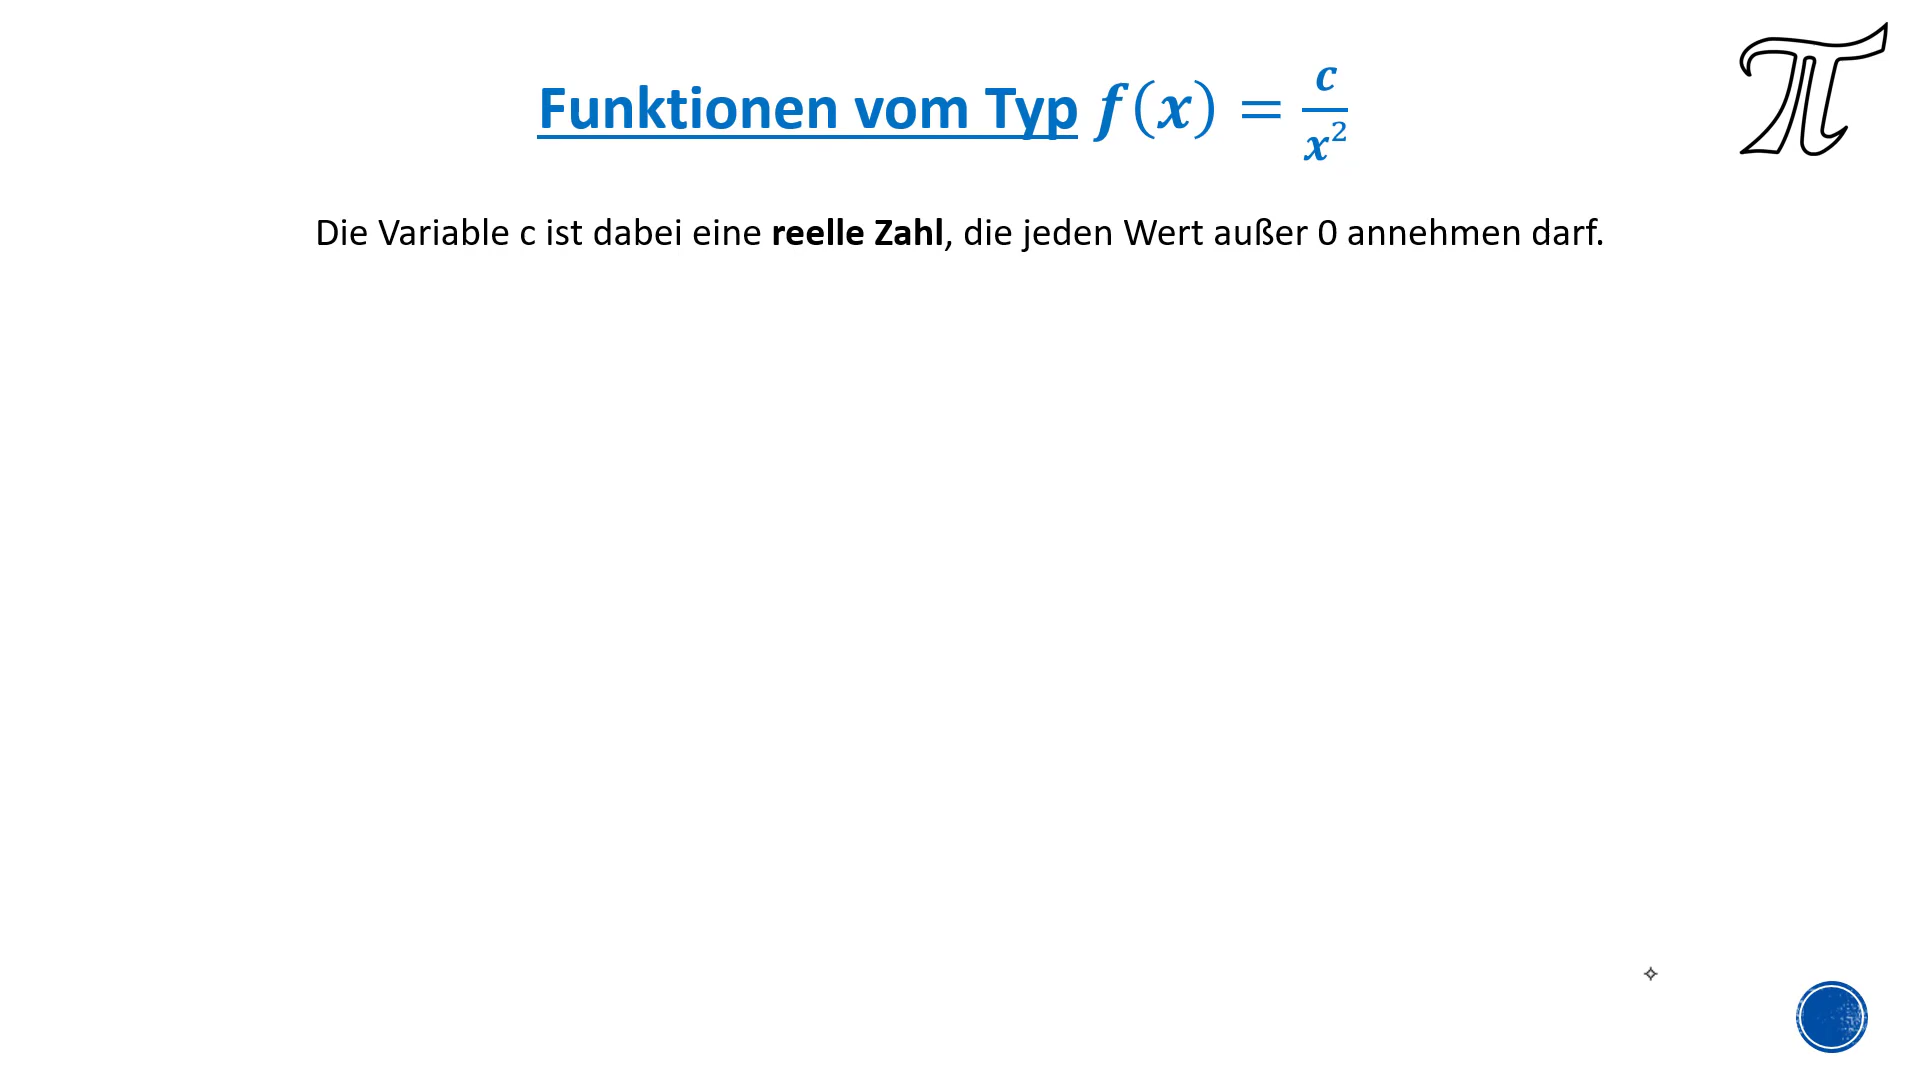 Funktionen vom Typ f(x) = c/x²
Die Variable c ist dabei eine reelle Zahl, die jeden Wert außer 0 annehmen darf.
π